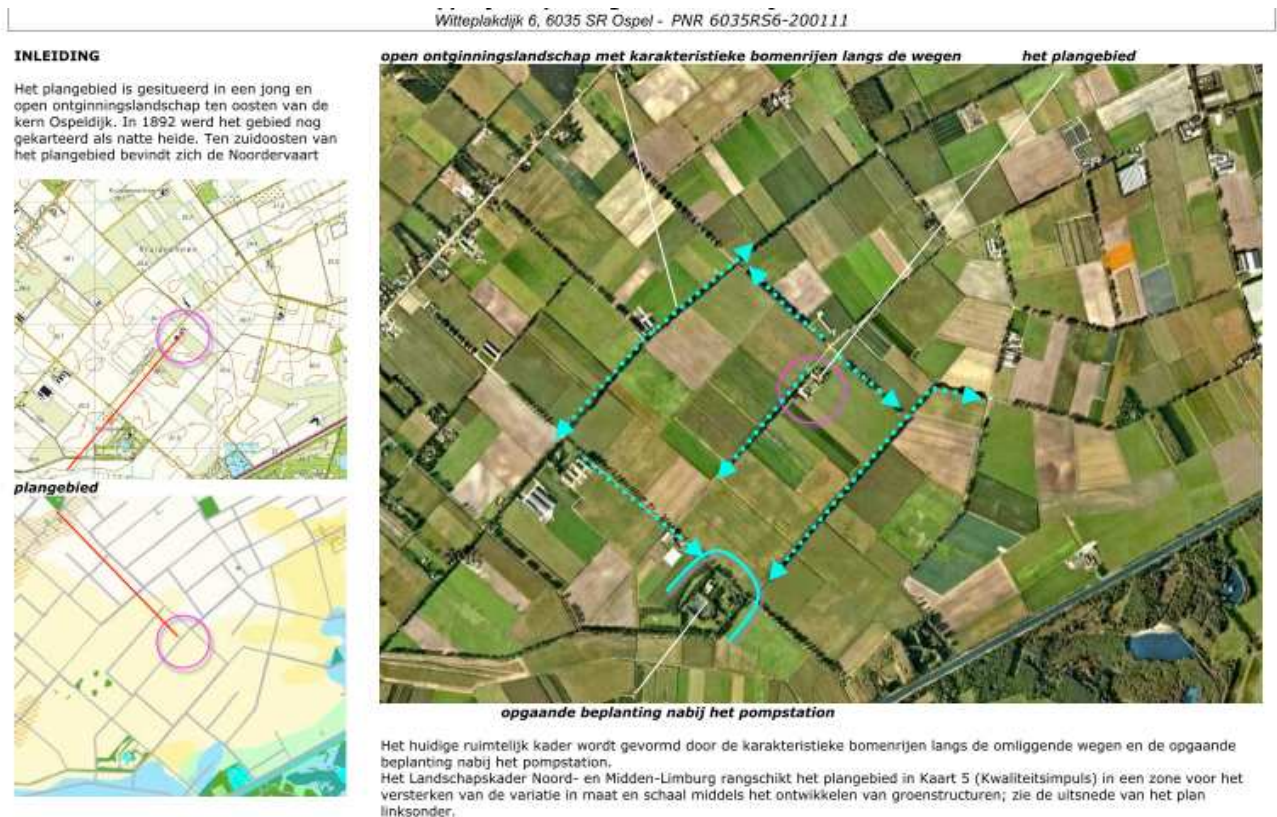 Witteplakdijk 6, 6035 SR Ospel - PNR 6035RS6-200111
INLEIDING
Het plangebied is gesitueerd in een jong en
open ontginningslandschap ten oosten van de
kern Ospeldijk. In 1892 werd het gebied nog
gekarteerd als natte heide. Ten zuidoosten van
het plangebied bevindt zich de Noordervaart
plangebied
open ontginningslandschap met karakteristieke bomenrijen langs de wegen
het plangebied
opgaande beplanting nabij het pompstation
Het huidige ruimtelijk kader wordt gevormd door de karakteristieke bomenrijen langs de omliggende wegen en de opgaande
beplanting nabij het pompstation.
Het Landschapskader Noord- en Midden-Limburg rangschikt het plangebied in Kaart 5 (Kwaliteitsimpuls) in een zone voor het
versterken van de variatie in maat en schaal middels het ontwikkelen van groenstructuren; zie de uitsnede van het plan
linksonder.